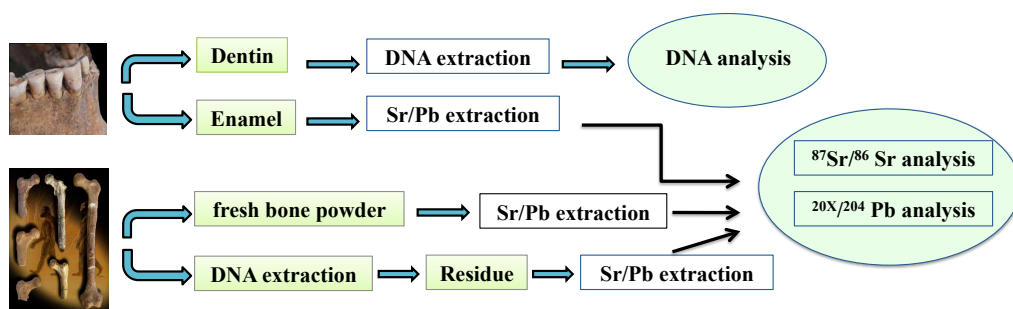 Dentin
DNA extraction
DNA analysis
Enamel
Sr/Pb extraction
⁸⁷Sr/⁸⁶ Sr analysis
²⁰ˣ/²⁰⁴ Pb analysis
fresh bone powder
Sr/Pb extraction
DNA extraction
Residue
Sr/Pb extraction